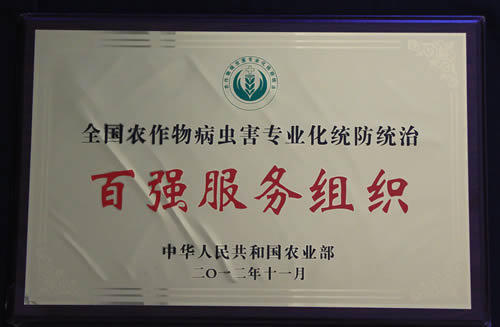 全国农作物病虫害专业化统防统治
百强服务组织
中华人民共和国农业部
二〇一二年十一月